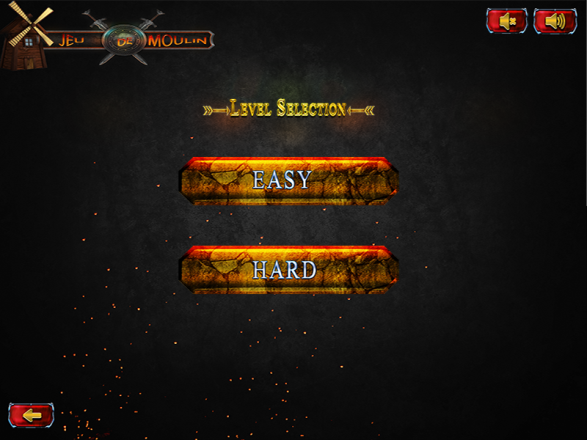 JEU DE MOULIN
LEVEL SELECTION
EASY
HARD